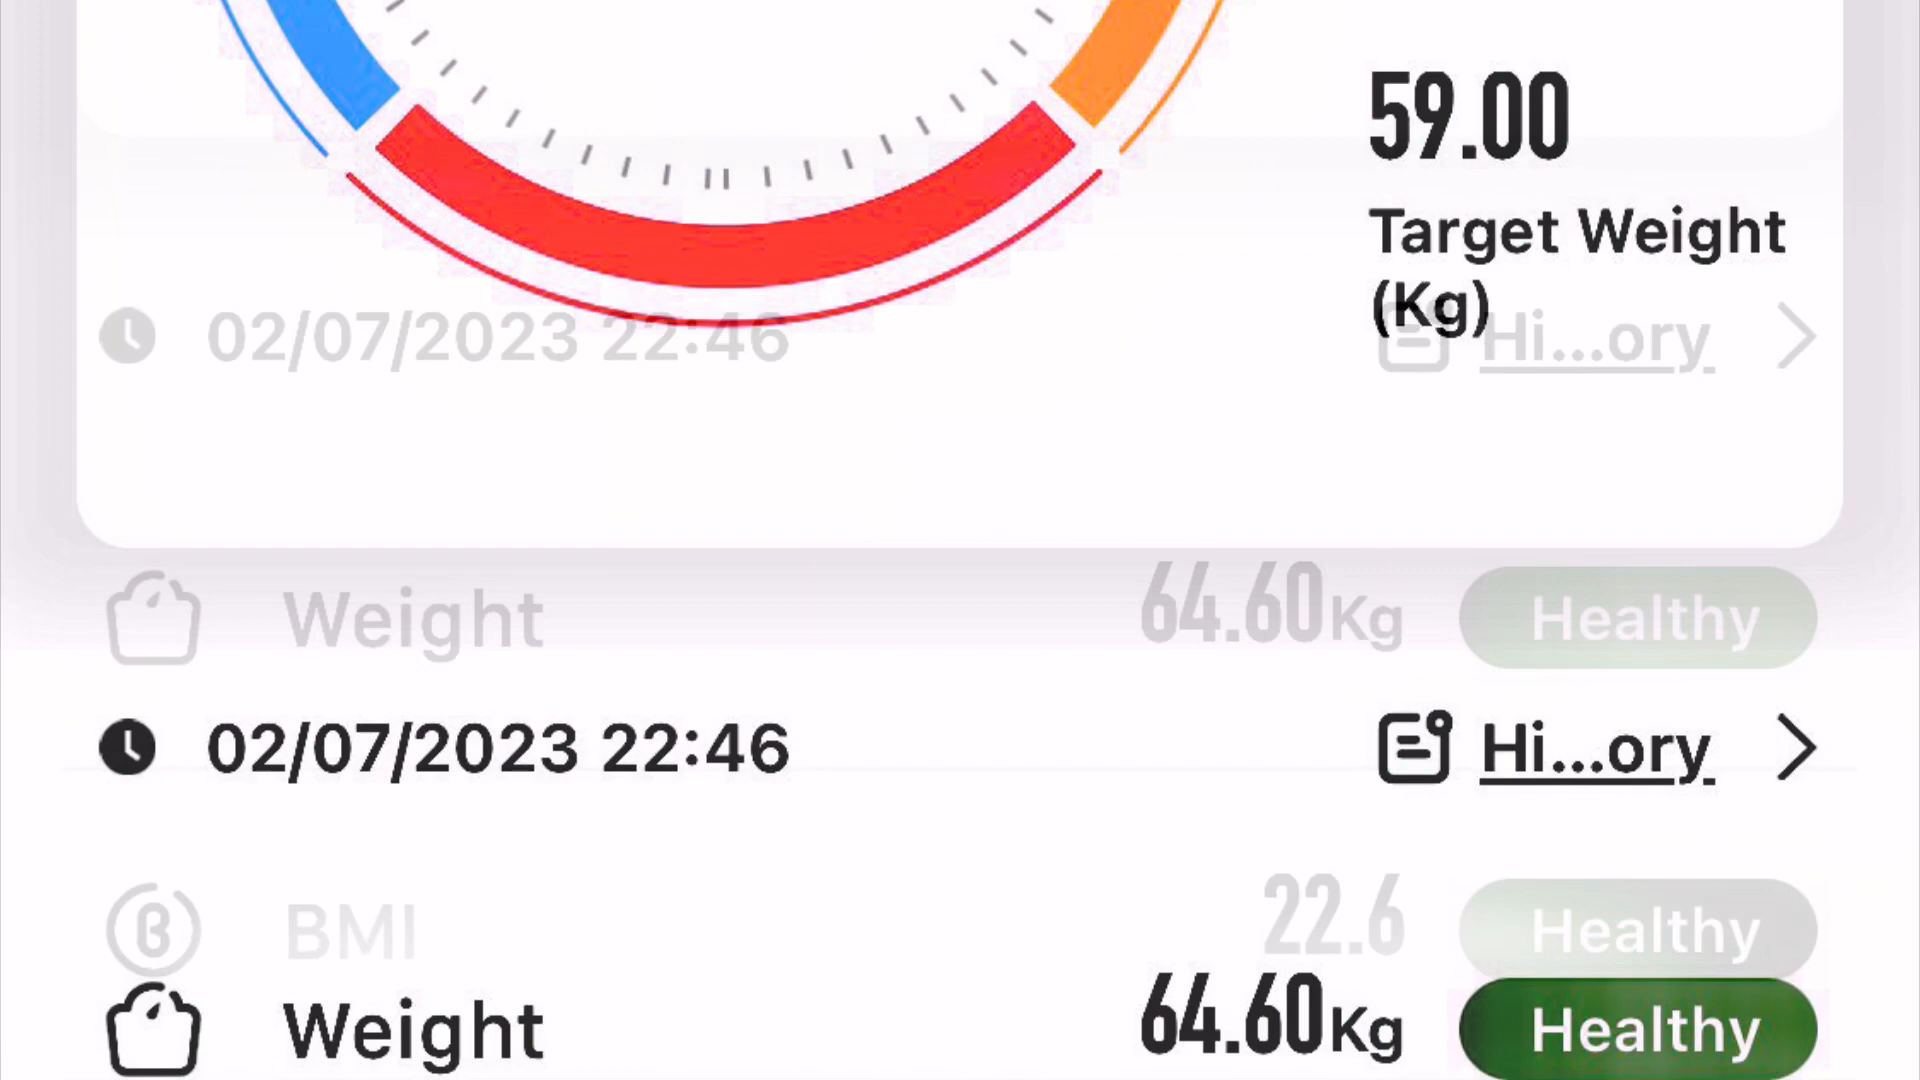 59.00
Target Weight
(Kg)
02/07/2023 22:46 Hi...ory
Weight 64.60Kg Healthy
02/07/2023 22:46 Hi...ory
BMI 22.6 Healthy
Weight 64.60Kg Healthy